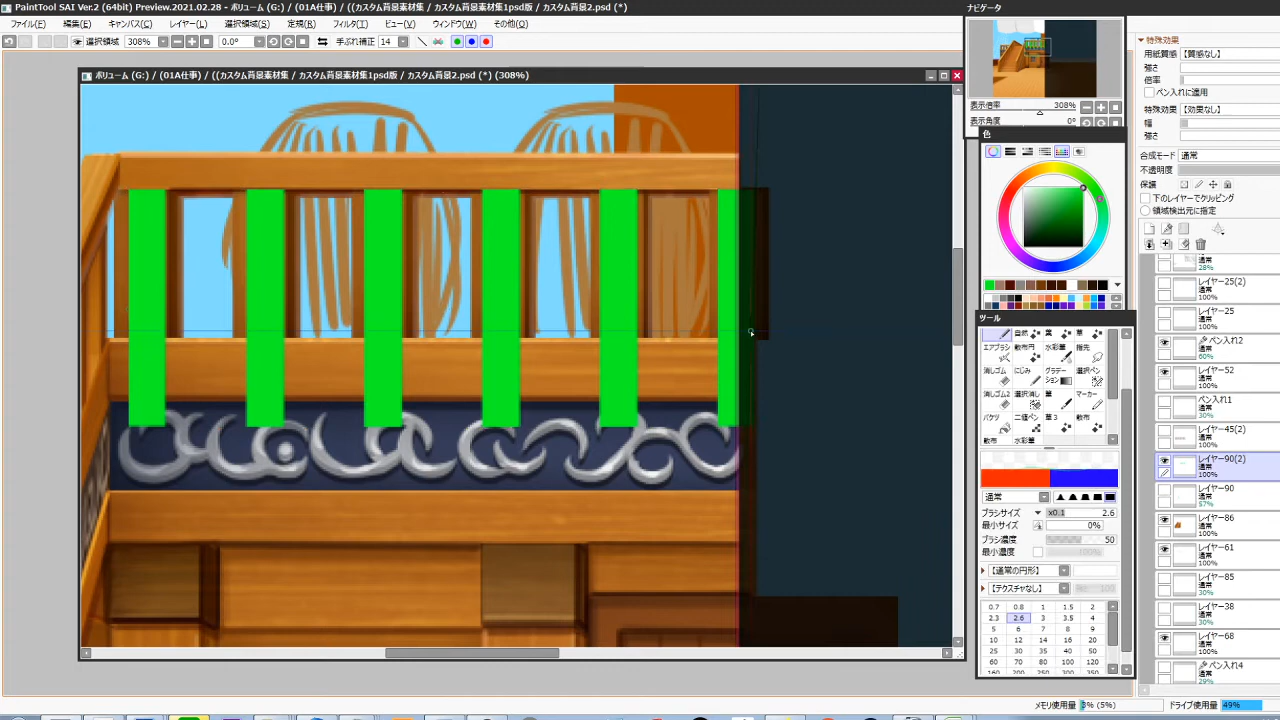 PaintTool SAI Ver.2 (64bit) Preview.2021.02.28 - ボリューム (G:) / (01A仕事) / ((カスタム背景素材集 / カスタム背景素材集1psd版 / カスタム背景2.psd (*) (308%)
ファイル(F) 編集(E) キャンバス(C) レイヤー(L) 選択領域(S) 定規(R) フィルタ(T) ビュー(V) ウィンドウ(W) その他(O)
選択領域 308% 0.0° 手ぶれ補正 14
ボリューム (G:) / (01A仕事) / ((カスタム背景素材集 / カスタム背景素材集1psd版 / カスタム背景2.psd (*) (308%)
ナビゲータ
表示倍率 308%
表示角度 0°
色
ツール
自然 葉 草
エアブラシ 散布円 水彩筆 指先
消しゴム にじみ グラデーション 選択ペン
消しゴム2 選択消し 筆 マーカー
バケツ 二値ペン 筆3 散布
散布 水彩筆
通常
ブラシサイズ x0.1 2.6
最小サイズ 0%
ブラシ濃度 50
最小濃度 100%
【通常の円形】
【テクスチャなし】 100
0.7 0.8 1 1.5 2
2.3 2.6 3 3.5 4
5 6 7 8 9
10 12 14 16 20
25 30 35 40 50
60 70 80 100 120
160 200 250 300 350
特殊効果
用紙質感 【質感なし】
強さ
倍率
ペン入れに適用
特殊効果 【効果なし】
幅
強さ
合成モード 通常
不透明度
保護
下のレイヤーでクリッピング
領域検出元に指定
通常
28%
レイヤー25(2)
通常
100%
レイヤー25
通常
100%
ペン入れ2
通常
60%
レイヤー52
通常
100%
ペン入れ1
通常
30%
レイヤー45(2)
通常
100%
レイヤー90(2)
通常
100%
レイヤー90
通常
57%
レイヤー86
通常
100%
レイヤー61
通常
100%
レイヤー85
通常
30%
レイヤー38
通常
30%
レイヤー68
通常
100%
ペン入れ4
通常
29%
メモリ使用量 3% (5%) ドライブ使用量 49%